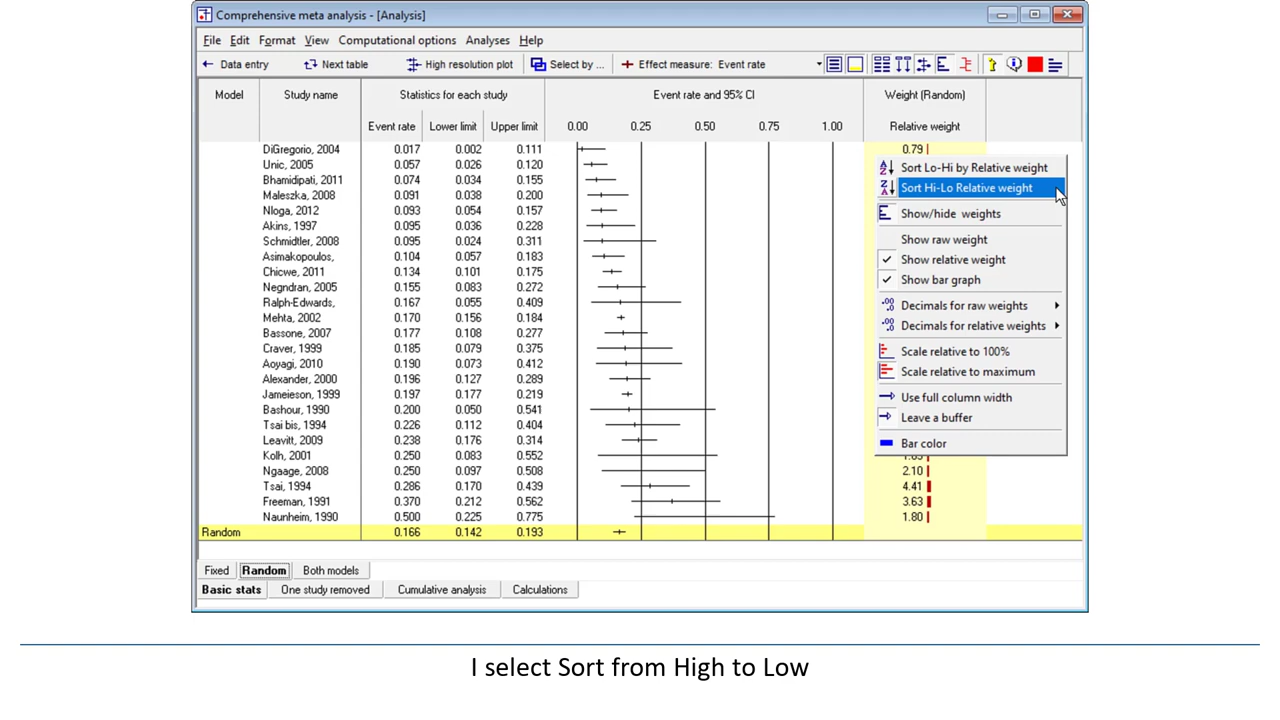 Comprehensive meta analysis - [Analysis]
File Edit Format View Computational options Analyses Help
Data entry Next table High resolution plot Select by ... Effect measure: Event rate
Model Study name Statistics for each study Event rate and 95% CI Weight (Random)
Event rate Lower limit Upper limit 0.00 0.25 0.50 0.75 1.00 Relative weight
DiGregorio, 2004 0.017 0.002 0.111 0.79
Unic, 2005 0.057 0.026 0.120
Bhamidipati, 2011 0.074 0.034 0.155
Maleszka, 2008 0.091 0.038 0.200
Nloga, 2012 0.093 0.054 0.157
Akins, 1997 0.095 0.036 0.228
Schmidtler, 2008 0.095 0.024 0.311
Asimakopoulos, 0.104 0.057 0.183
Chicwe, 2011 0.134 0.101 0.175
Negndran, 2005 0.155 0.083 0.272
Ralph-Edwards, 0.167 0.055 0.409
Mehta, 2002 0.170 0.156 0.184
Bassone, 2007 0.177 0.108 0.277
Craver, 1999 0.185 0.079 0.375
Aoyagi, 2010 0.190 0.073 0.412
Alexander, 2000 0.196 0.127 0.289
Jameieson, 1999 0.197 0.177 0.219
Bashour, 1990 0.200 0.050 0.541
Tsai bis, 1994 0.226 0.112 0.404
Leavitt, 2009 0.238 0.176 0.314
Kolh, 2001 0.250 0.083 0.552
Ngaage, 2008 0.250 0.097 0.508 2.10
Tsai, 1994 0.286 0.170 0.439 4.41
Freeman, 1991 0.370 0.212 0.562 3.63
Naunheim, 1990 0.500 0.225 0.775 1.80
Random 0.166 0.142 0.193
Sort Lo-Hi by Relative weight
Sort Hi-Lo Relative weight
Show/hide weights
Show raw weight
Show relative weight
Show bar graph
Decimals for raw weights
Decimals for relative weights
Scale relative to 100%
Scale relative to maximum
Use full column width
Leave a buffer
Bar color
Fixed Random Both models
Basic stats One study removed Cumulative analysis Calculations
I select Sort from High to Low